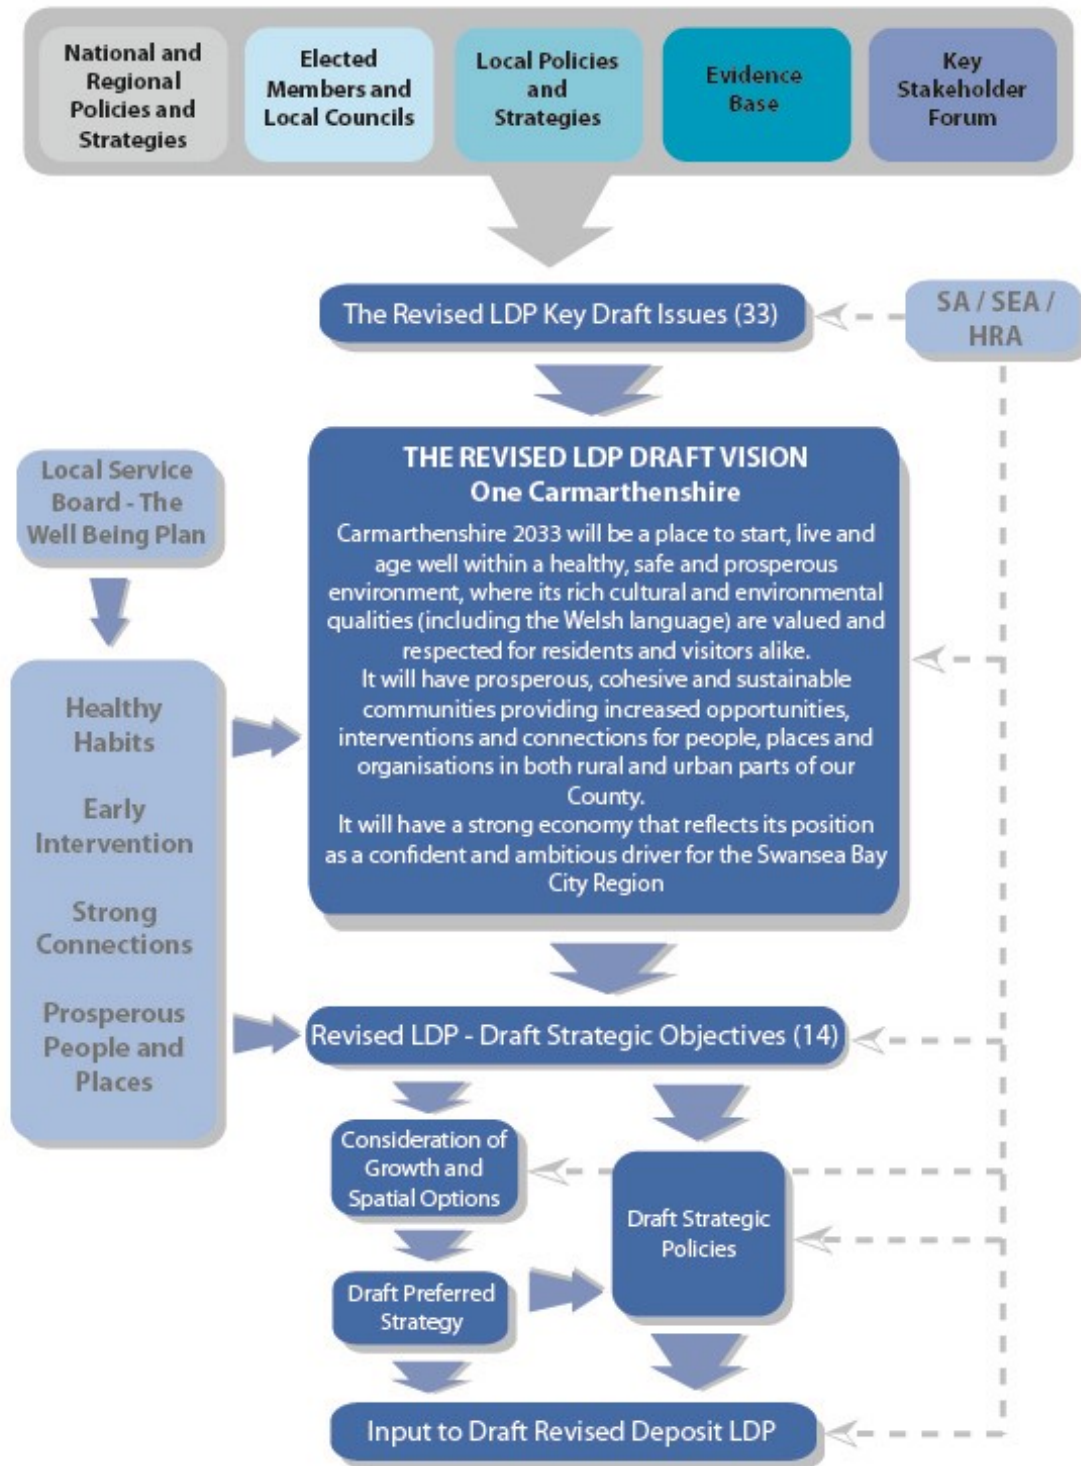 National and
Regional
Policies and
Strategies
Elected
Members and
Local Councils
Local Policies
and
Strategies
Evidence
Base
Key
Stakeholder
Forum
The Revised LDP Key Draft Issues (33)
SA / SEA /
HRA
THE REVISED LDP DRAFT VISION
One Carmarthenshire
Carmarthenshire 2033 will be a place to start, live and
age well within a healthy, safe and prosperous
environment, where its rich cultural and environmental
qualities (including the Welsh language) are valued and
respected for residents and visitors alike.
It will have prosperous, cohesive and sustainable
communities providing increased opportunities,
interventions and connections for people, places and
organisations in both rural and urban parts of our
County.
It will have a strong economy that reflects its position
as a confident and ambitious driver for the Swansea Bay
City Region
Local Service
Board - The
Well Being Plan
Healthy
Habits
Early
Intervention
Strong
Connections
Prosperous
People and
Places
Revised LDP - Draft Strategic Objectives (14)
Consideration of
Growth and
Spatial Options
Draft Strategic
Policies
Draft Preferred
Strategy
Input to Draft Revised Deposit LDP